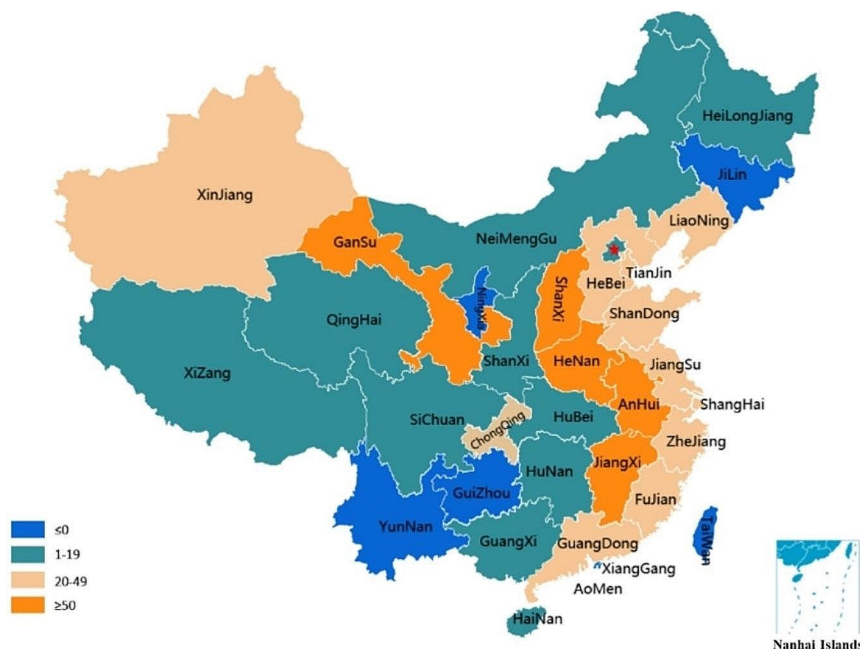 HeiLongJiang
JiLin
XinJiang
LiaoNing
GanSu
NeiMengGu
TianJin
HeBei
NingXia
ShanXi
ShanDong
QingHai
ShanXi
HeNan
JiangSu
XiZang
AnHui
ShangHai
SiChuan
HuBei
ChongQing
ZheJiang
JiangXi
HuNan
GuiZhou
FuJian
YunNan
GuangXi
GuangDong
TaiWan
XiangGang
AoMen
HaiNan
≤0
1-19
20-49
≥50
Nanhai Islands